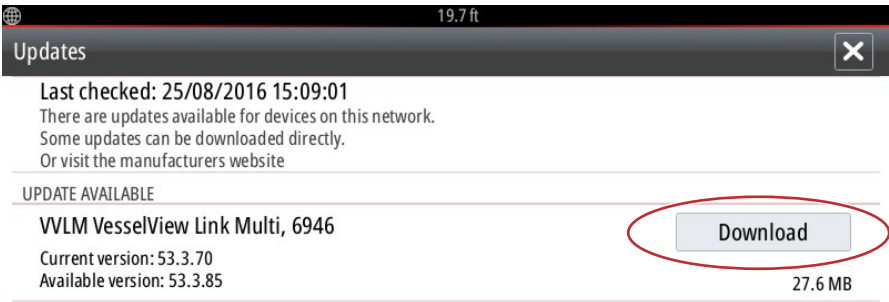 19.7 ft
Updates
Last checked: 25/08/2016 15:09:01
There are updates available for devices on this network.
Some updates can be downloaded directly.
Or visit the manufacturers website
UPDATE AVAILABLE
VVLM VesselView Link Multi, 6946
Download
Current version: 53.3.70
Available version: 53.3.85
27.6 MB